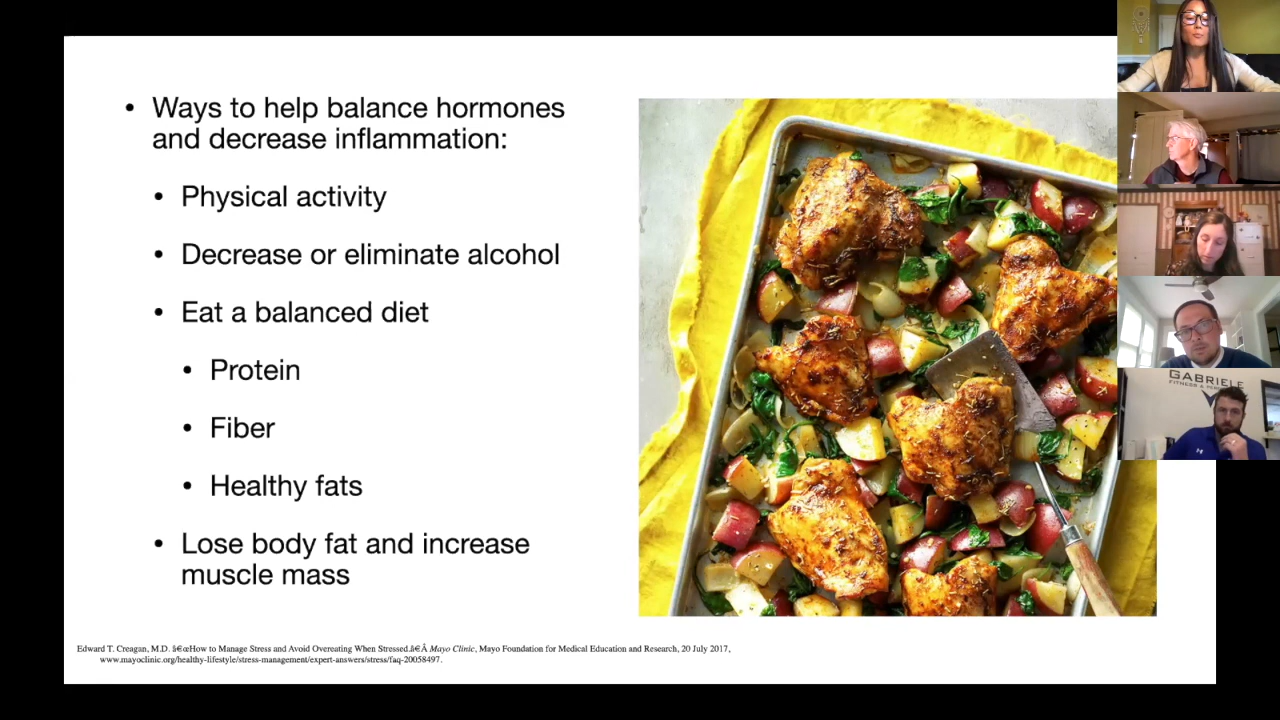 • Ways to help balance hormones
and decrease inflammation:
• Physical activity
• Decrease or eliminate alcohol
• Eat a balanced diet
• Protein
• Fiber
• Healthy fats
• Lose body fat and increase
muscle mass
Edward T. Creagan, M.D. â€œHow to Manage Stress and Avoid Overeating When Stressed.â€Â Mayo Clinic, Mayo Foundation for Medical Education and Research, 20 July 2017,
www.mayoclinic.org/healthy-lifestyle/stress-management/expert-answers/stress/faq-20058497.
GABRIELE
FITNESS &